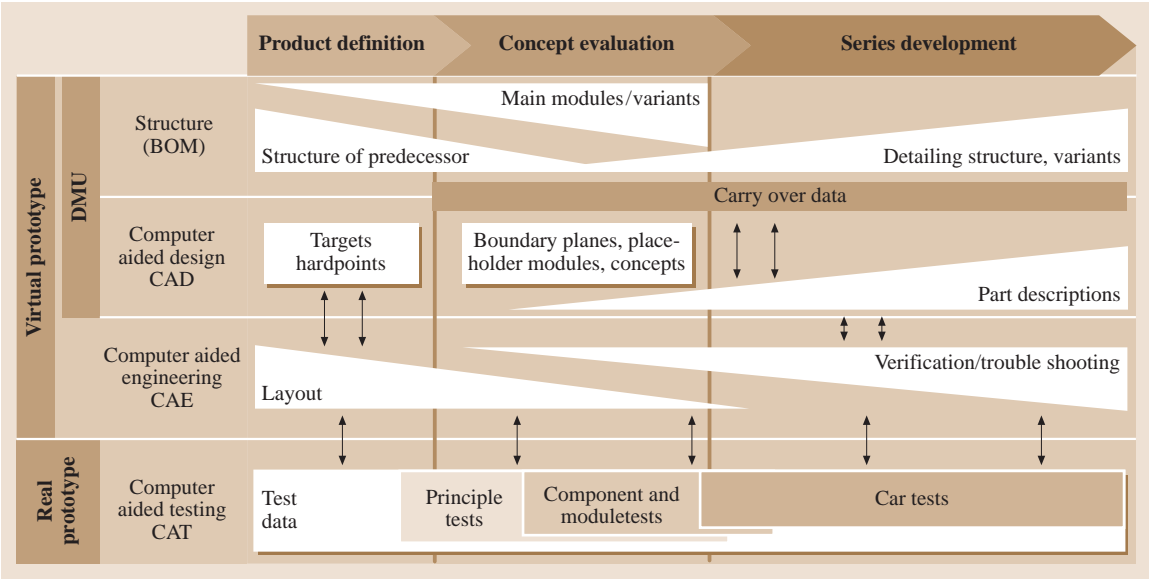 Product definition
Concept evaluation
Series development
Virtual prototype
DMU
Structure
(BOM)
Main modules/variants
Structure of predecessor
Detailing structure, variants
Carry over data
Computer
aided design
CAD
Targets
hardpoints
Boundary planes, place-
holder modules, concepts
Part descriptions
Computer aided
engineering
CAE
Layout
Verification/trouble shooting
Real
prototype
Computer
aided testing
CAT
Test
data
Principle
tests
Component and
moduletests
Car tests